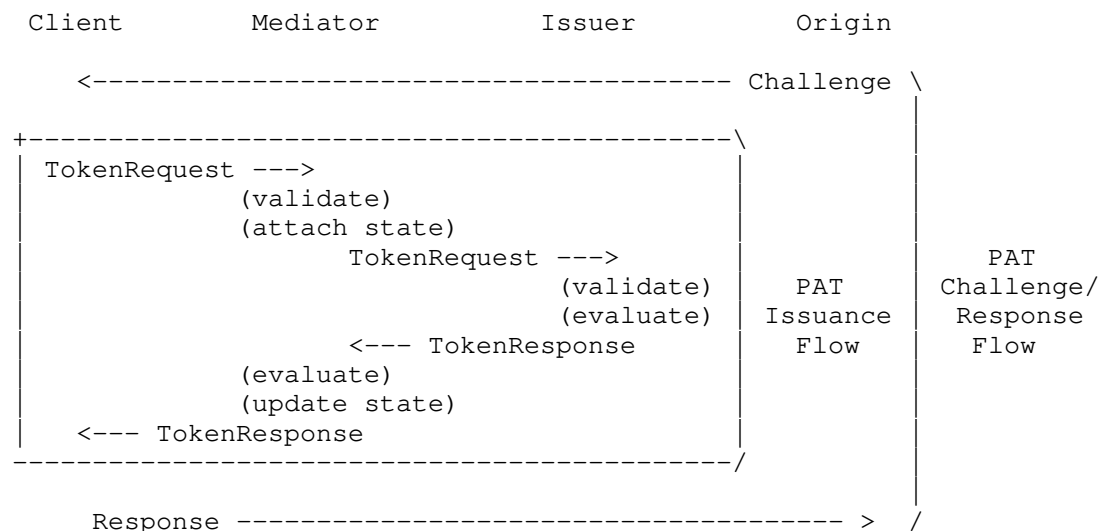 Client Mediator Issuer Origin
<--------------------------------------- Challenge \
+-------------------------------------------\
TokenRequest --->
(validate)
(attach state)
TokenRequest ---> PAT
(validate) PAT Challenge/
(evaluate) Issuance Response
<--- TokenResponse Flow Flow
(evaluate)
(update state)
<--- TokenResponse
--------------------------------------------/
Response ------------------------------------- > /